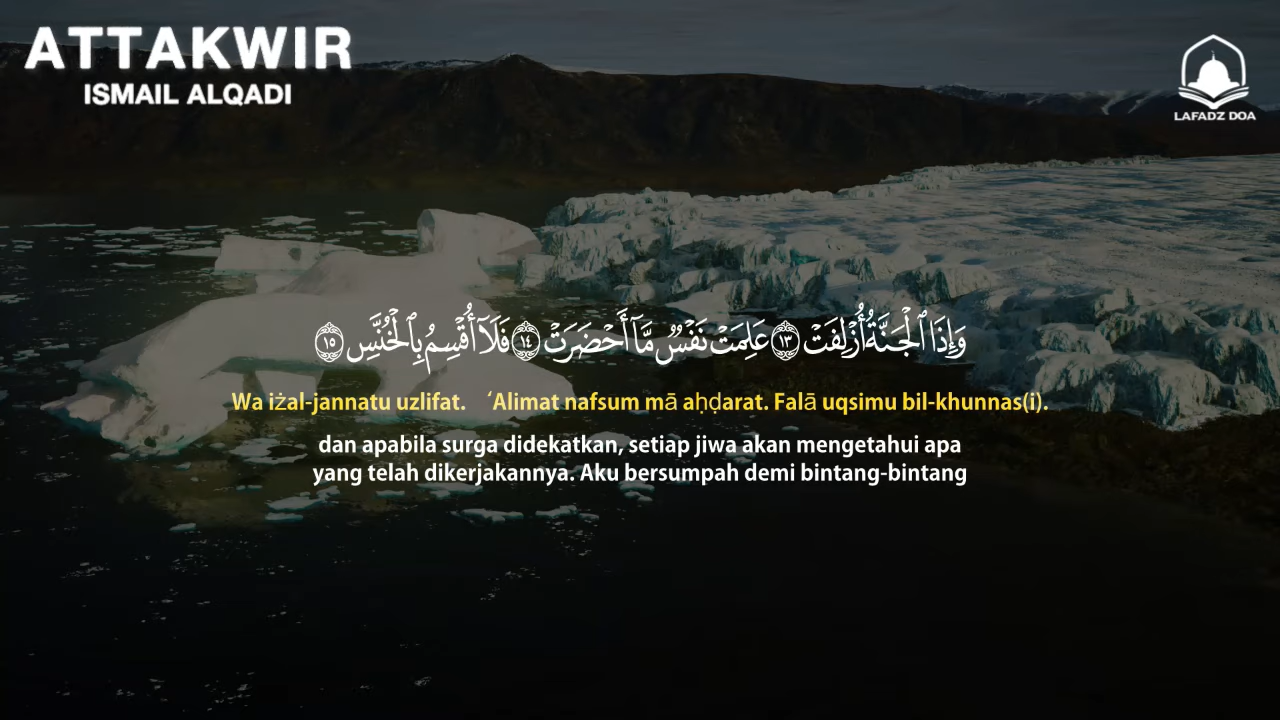 ATTAKWIR
ISMAIL ALQADI
LAFADZ DOA
وَإِذَا ٱلْجَنَّةُ أُزْلِفَتْ ١٣ عَلِمَتْ نَفْسٌ مَّآ أَحْضَرَتْ ١٤ فَلَآ أُقْسِمُ بِٱلْخُنَّسِ ١٥
Wa iżal-jannatu uzlifat. ‘Alimat nafsum mā aḥḍarat. Falā uqsimu bil-khunnas(i).
dan apabila surga didekatkan, setiap jiwa akan mengetahui apa
yang telah dikerjakannya. Aku bersumpah demi bintang-bintang